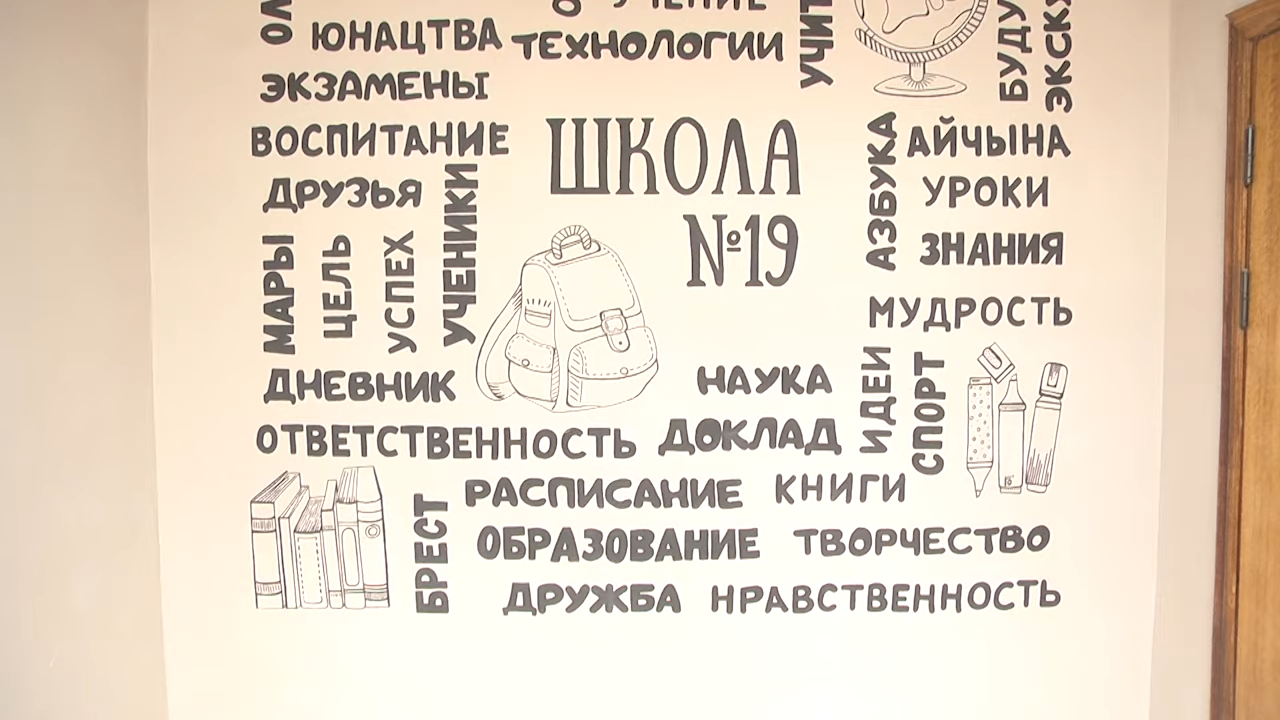 ЮНАЦТВА
ТЕХНОЛОГИИ
ЭКЗАМЕНЫ
ВОСПИТАНИЕ
ШКОЛА
№19
АЗБУКА
АЙЧЫНА
ДРУЗЬЯ
УЧЕНИКИ
УРОКИ
ЗНАНИЯ
МАРЫ
ЦЕЛЬ
УСПЕХ
МУДРОСТЬ
ДНЕВНИК
НАУКА
ИДЕИ
СПОРТ
ОТВЕТСТВЕННОСТЬ
ДОКЛАД
БРЕСТ
РАСПИСАНИЕ
КНИГИ
ОБРАЗОВАНИЕ
ТВОРЧЕСТВО
ДРУЖБА
НРАВСТВЕННОСТЬ